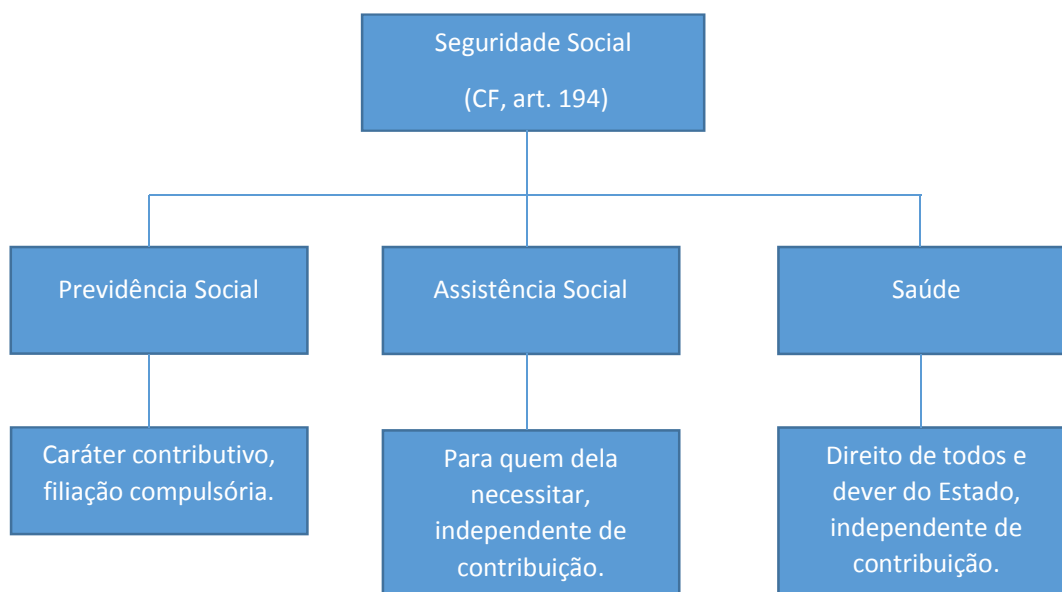 Seguridade Social
(CF, art. 194)
Previdência Social
Assistência Social
Saúde
Caráter contributivo,
filiação compulsória.
Para quem dela
necessitar,
independente de
contribuição.
Direito de todos e
dever do Estado,
independente de
contribuição.